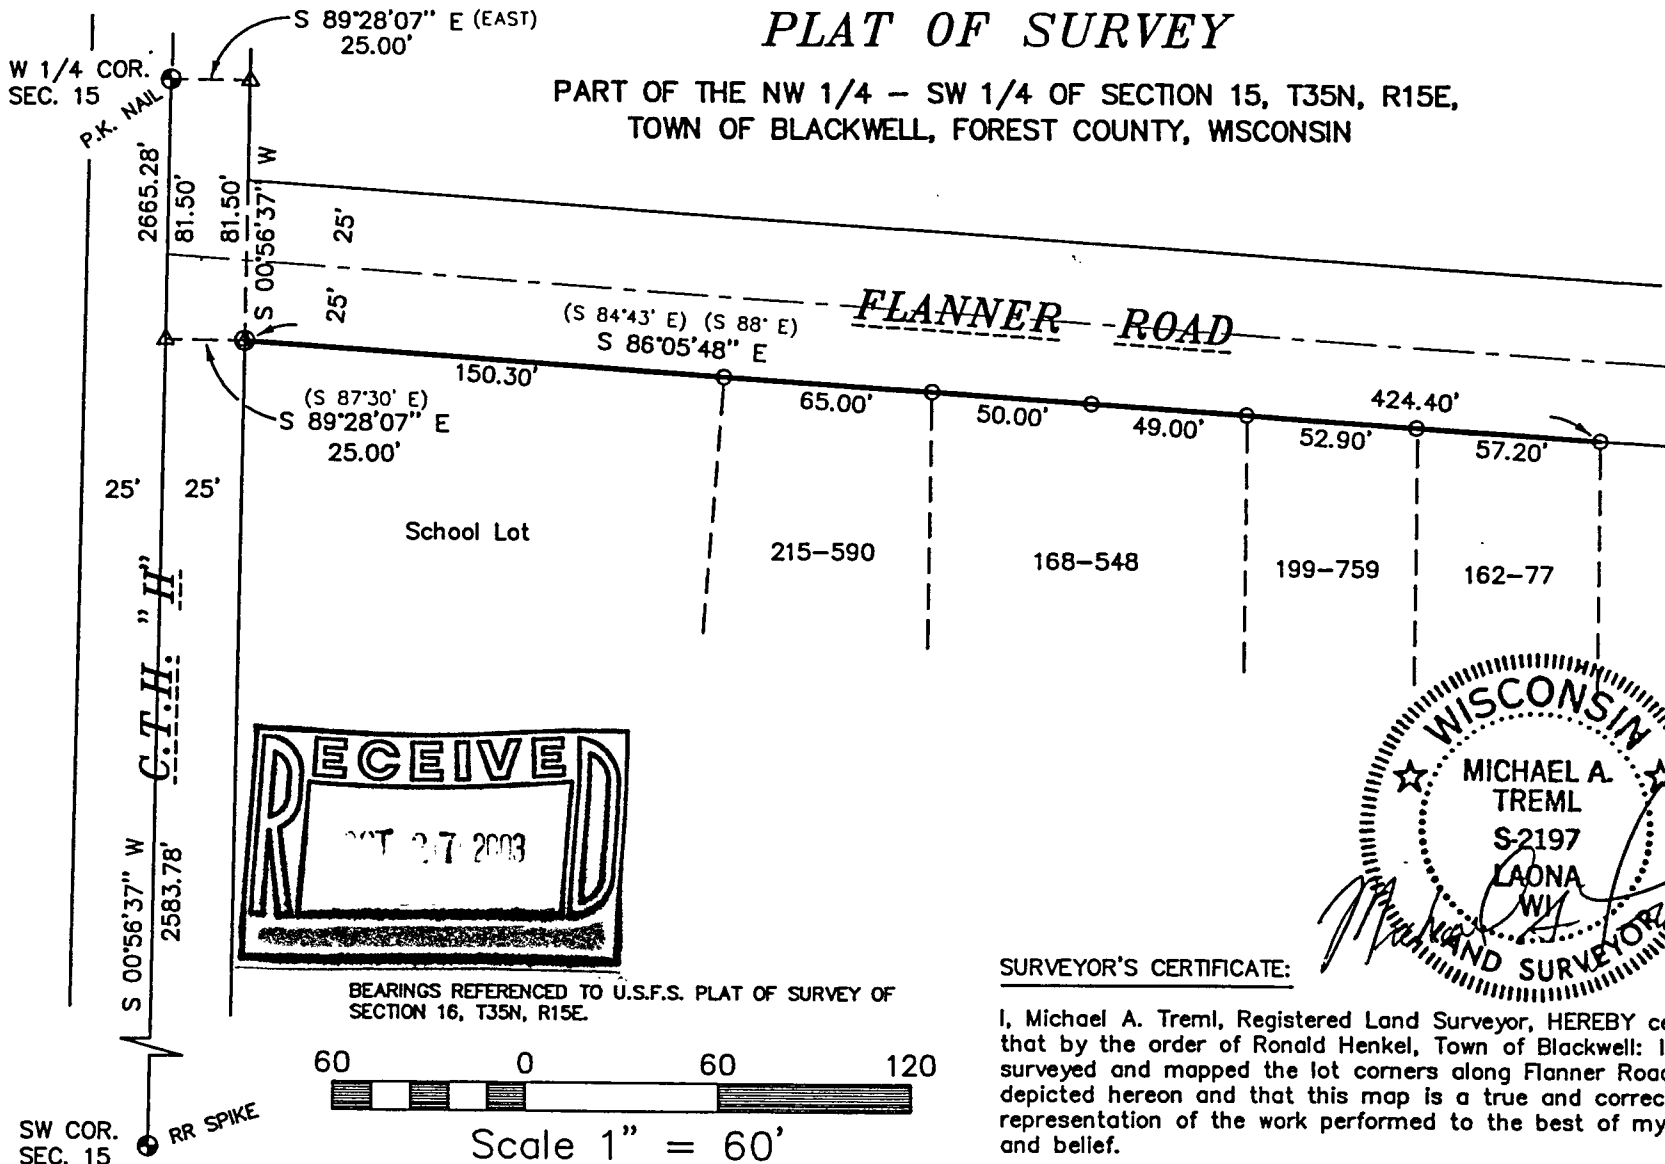 PLAT OF SURVEY
PART OF THE NW 1/4 – SW 1/4 OF SECTION 15, T35N, R15E,
TOWN OF BLACKWELL, FOREST COUNTY, WISCONSIN
S 89°28'07" E (EAST)
25.00'
W 1/4 COR.
SEC. 15
P.K. NAIL
2665.28'
81.50'
81.50'
S 00°56'37" W
25'
25'
FLANNER ROAD
(S 84°43' E) (S 88° E)
S 86°05'48" E
150.30'
65.00'
50.00'
49.00'
424.40'
52.90'
57.20'
(S 87°30' E)
S 89°28'07" E
25.00'
25'
25'
School Lot
215–590
168–548
199–759
162–77
C.T.H. "H"
S 00°56'37" W
2583.78'
RECEIVED
2003
WISCONSIN
MICHAEL A.
TREML
S-2197
LAONA
WI
LAND SURVEYOR
BEARINGS REFERENCED TO U.S.F.S. PLAT OF SURVEY OF
SECTION 16, T35N, R15E.
60 0 60 120
Scale 1" = 60'
SW COR.
SEC. 15
RR SPIKE
SURVEYOR'S CERTIFICATE:
I, Michael A. Treml, Registered Land Surveyor, HEREBY ce
that by the order of Ronald Henkel, Town of Blackwell: I
surveyed and mapped the lot corners along Flanner Road
depicted hereon and that this map is a true and correc
representation of the work performed to the best of my
and belief.